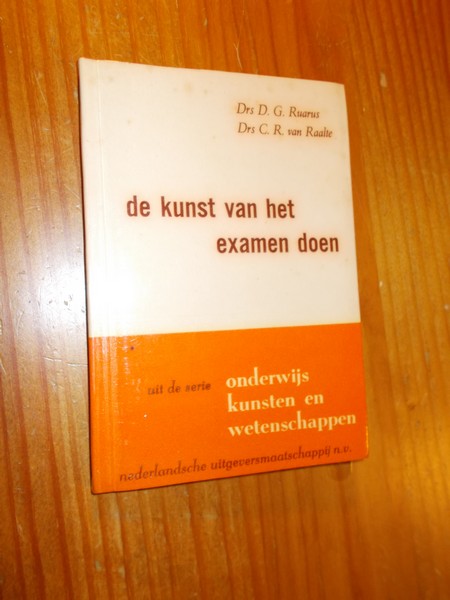 Drs D. G. Ruarus
Drs C. R. van Raalte
de kunst van het
examen doen
uit de serie
onderwijs
kunsten en
wetenschappen
nederlandsche uitgeversmaatschappij n.v.